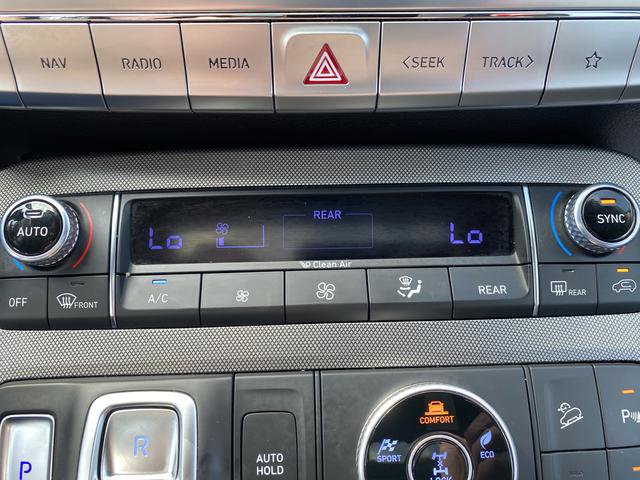 NAV RADIO MEDIA <SEEK TRACK>
AUTO REAR SYNC
Lo Lo
Clean Air
OFF FRONT A/C REAR REAR
COMFORT
SPORT ECO
P R AUTO HOLD LOCK P